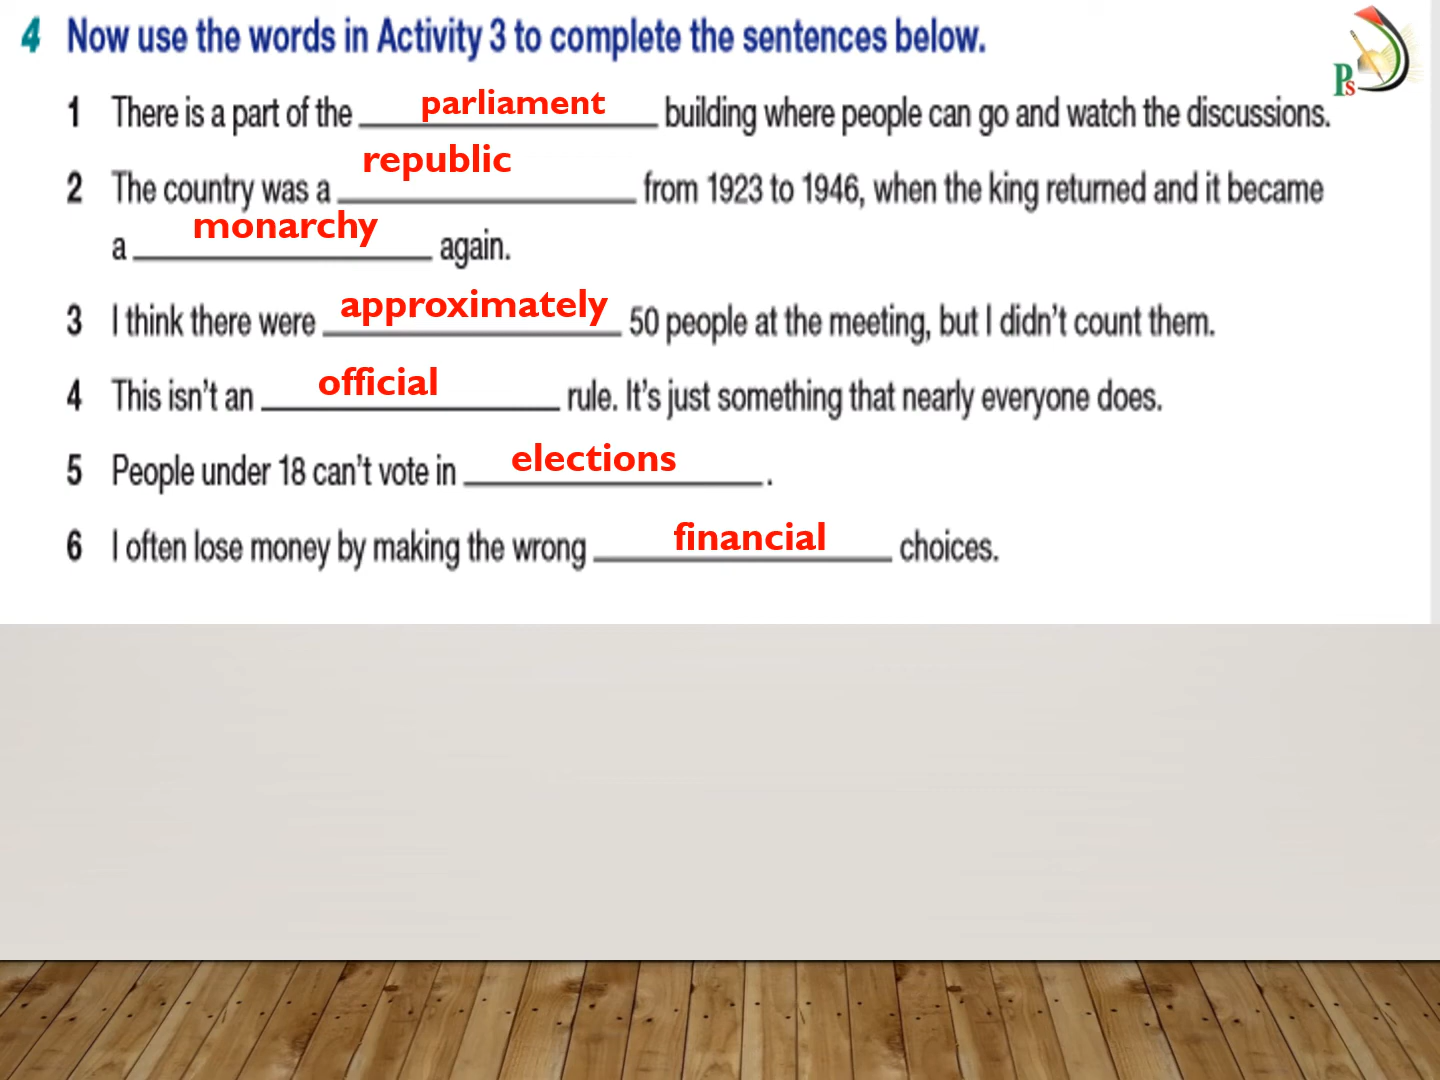 4 Now use the words in Activity 3 to complete the sentences below.
Ps
1 There is a part of the parliament building where people can go and watch the discussions.
2 The country was a republic from 1923 to 1946, when the king returned and it became
a monarchy again.
3 I think there were approximately 50 people at the meeting, but I didn't count them.
4 This isn't an official rule. It's just something that nearly everyone does.
5 People under 18 can't vote in elections.
6 I often lose money by making the wrong financial choices.